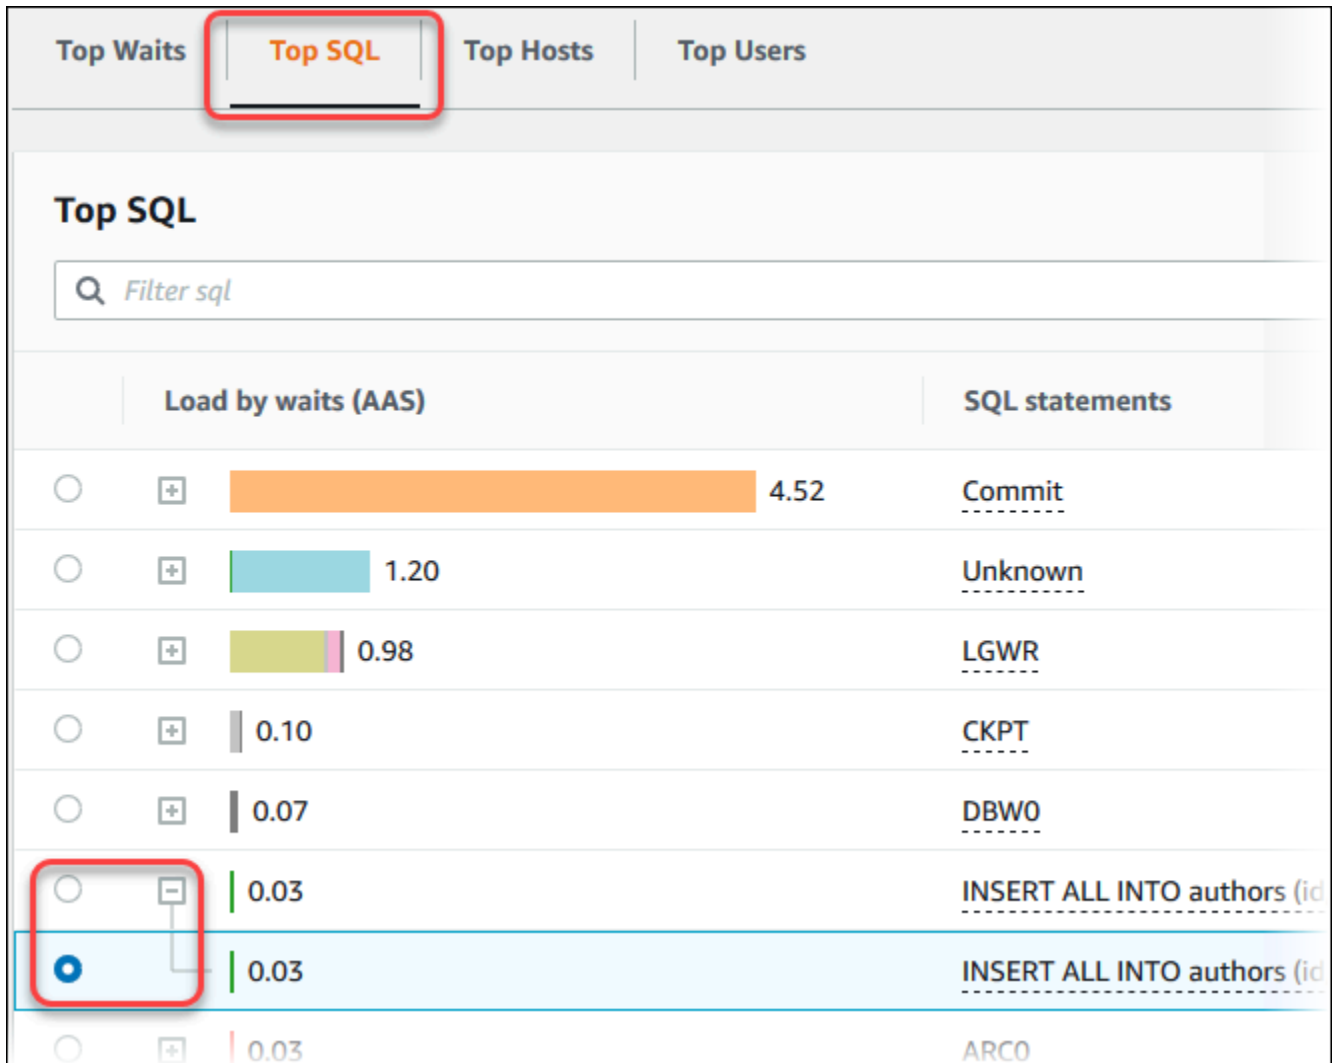 Top Waits Top SQL Top Hosts Top Users
Top SQL
Filter sql
Load by waits (AAS) SQL statements
4.52 Commit
1.20 Unknown
0.98 LGWR
0.10 CKPT
0.07 DBW0
0.03 INSERT ALL INTO authors (id
0.03 INSERT ALL INTO authors (id
0.03 ARC0